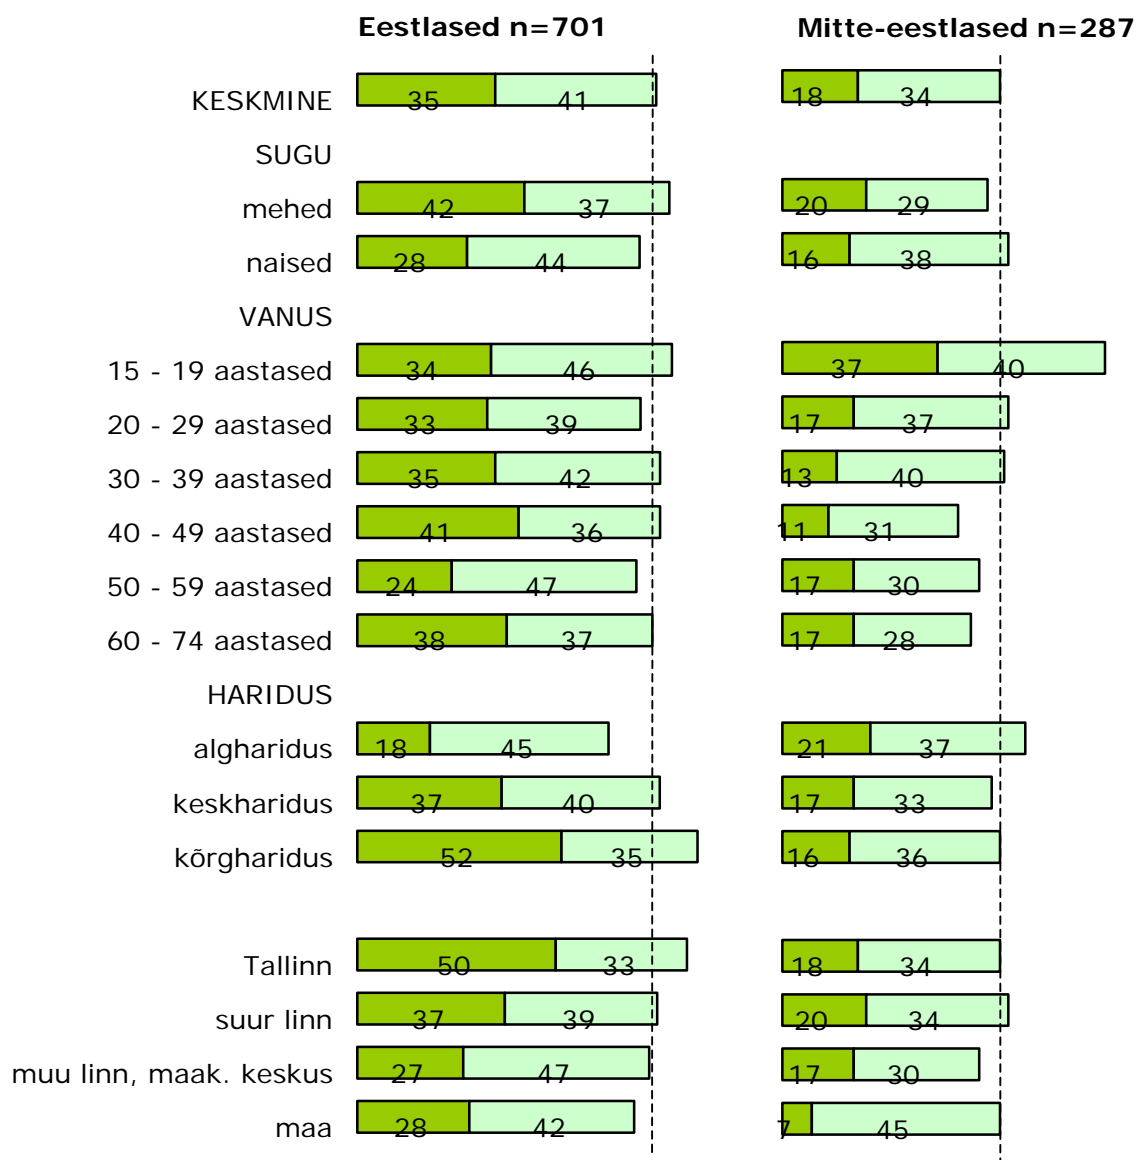 Eestlased n=701 Mitte-eestlased n=287
KESKMINE 35 41 18 34
SUGU
mehed 42 37 20 29
naised 28 44 16 38
VANUS
15 - 19 aastased 34 46 37 40
20 - 29 aastased 33 39 17 37
30 - 39 aastased 35 42 13 40
40 - 49 aastased 41 36 11 31
50 - 59 aastased 24 47 17 30
60 - 74 aastased 38 37 17 28
HARIDUS
algharidus 18 45 21 37
keskharidus 37 40 17 33
kõrgharidus 52 35 16 36
Tallinn 50 33 18 34
suur linn 37 39 20 34
muu linn, maak. keskus 27 47 17 30
maa 28 42 7 45